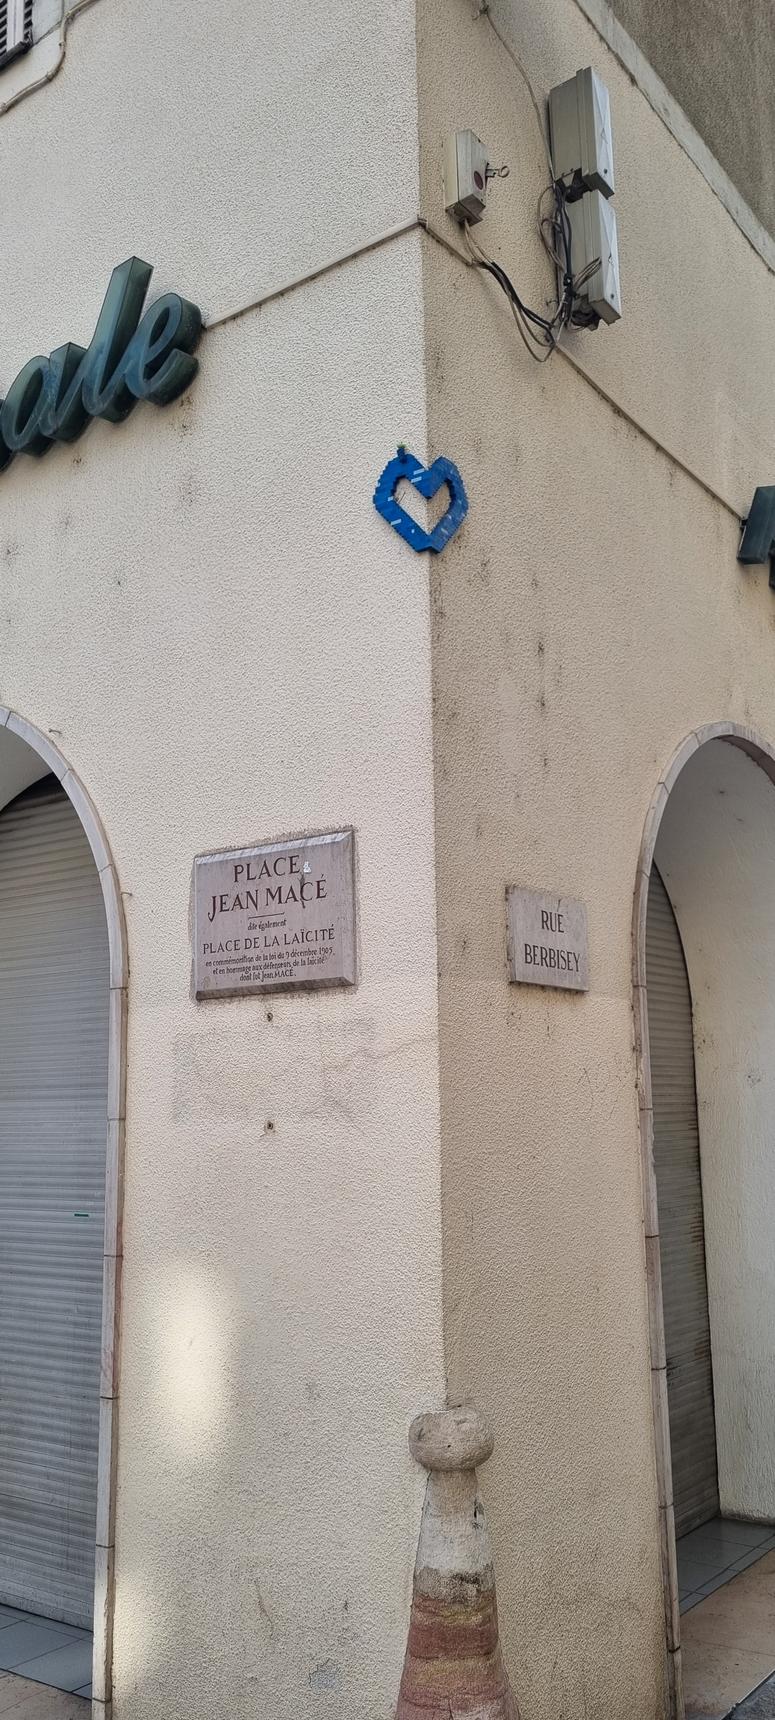 ale
PLACE
JEAN MACÉ
dite également
PLACE DE LA LAÏCITÉ
en commémoration de la loi du 9 décembre 1905
et en hommage aux défenseurs de la laïcité
dont fut Jean MACÉ.
RUE
BERBISEY